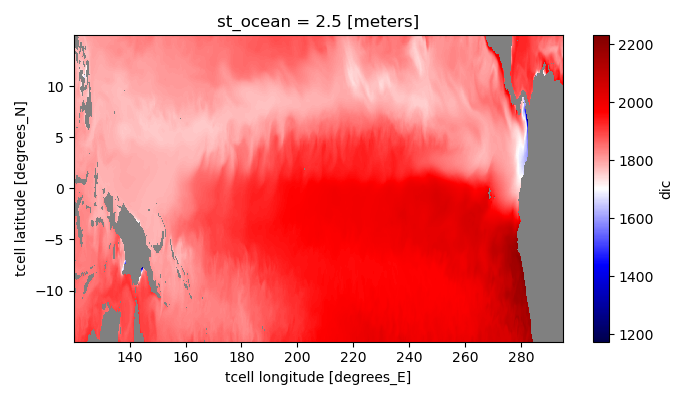 st_ocean = 2.5 [meters]
10
5
0
−5
−10
tcell latitude [degrees_N]
140 160 180 200 220 240 260 280
tcell longitude [degrees_E]
2200
2000
1800
1600
1400
1200
dic